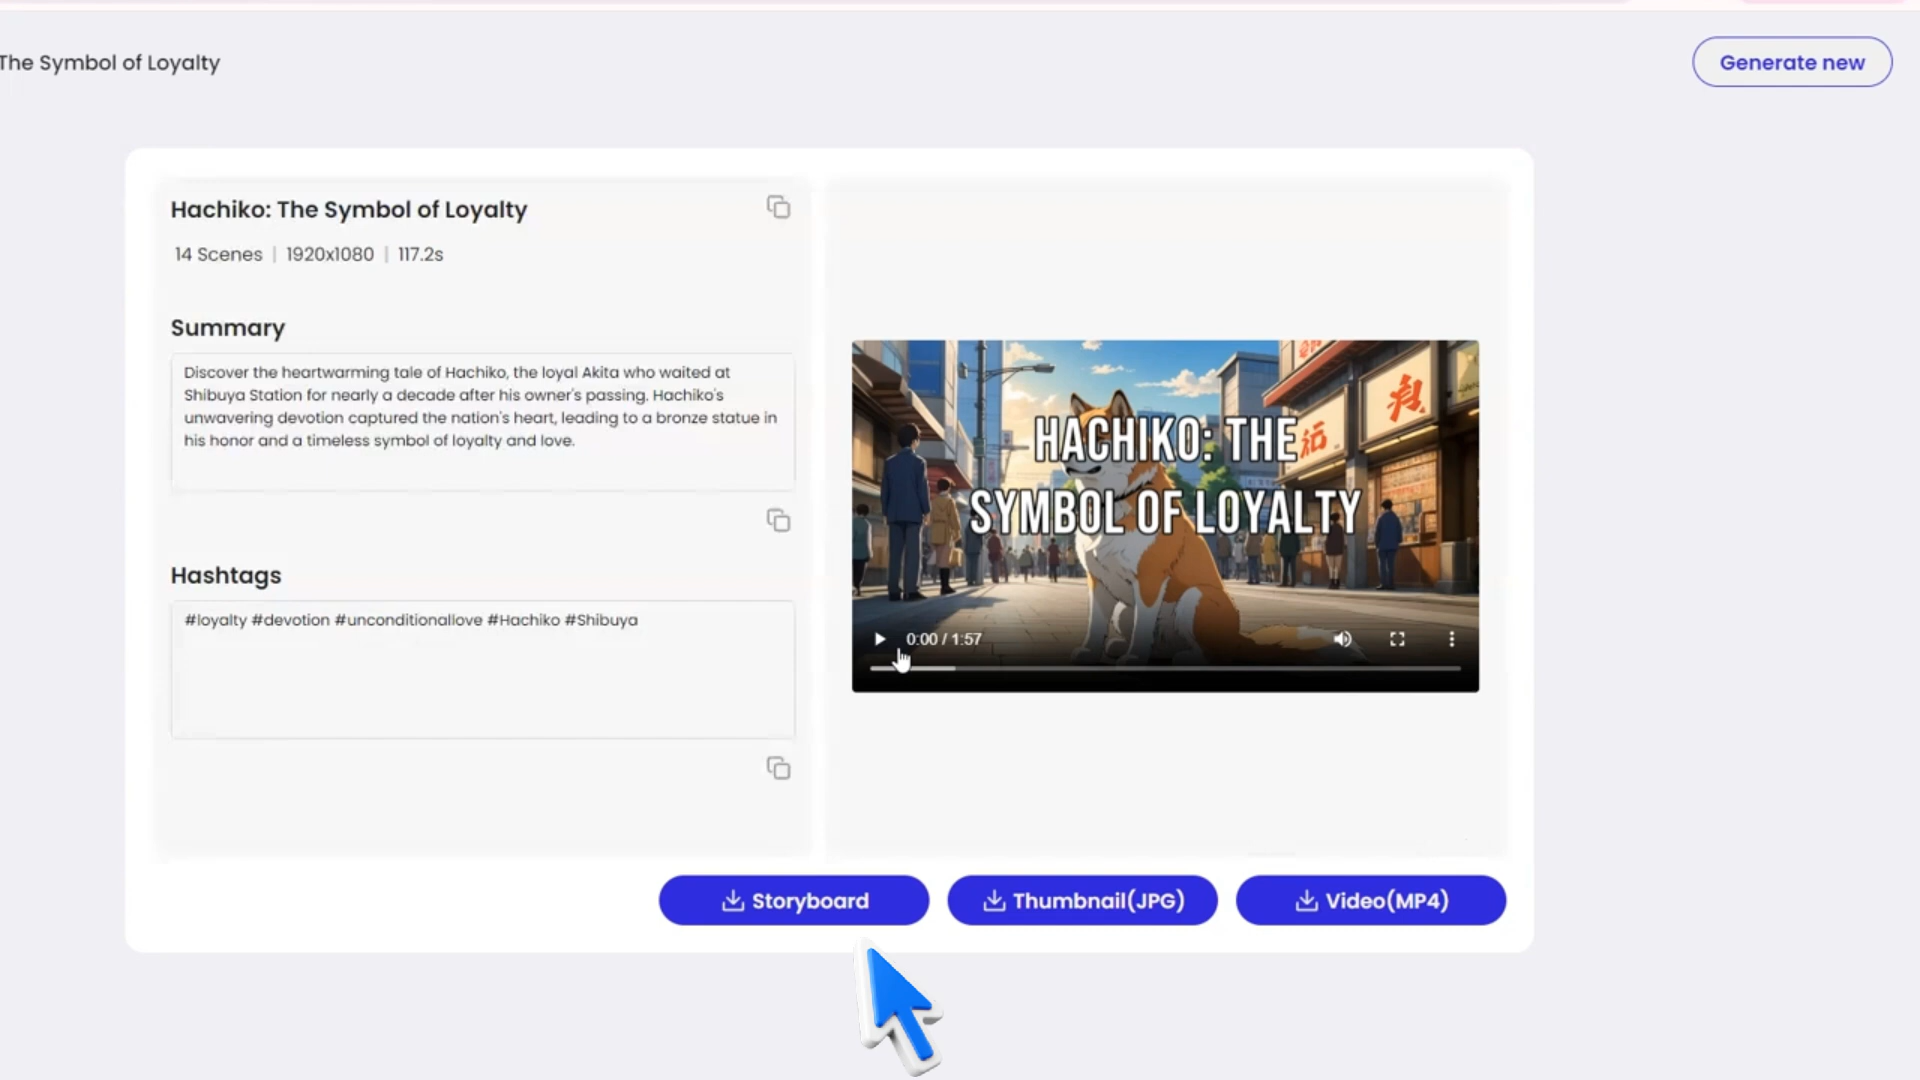 The Symbol of Loyalty
Generate new
Hachiko: The Symbol of Loyalty
14 Scenes | 1920x1080 | 117.2s
Summary
Discover the heartwarming tale of Hachiko, the loyal Akita who waited at
Shibuya Station for nearly a decade after his owner's passing. Hachiko's
unwavering devotion captured the nation's heart, leading to a bronze statue in
his honor and a timeless symbol of loyalty and love.
Hashtags
#loyalty #devotion #unconditionallove #Hachiko #Shibuya
HACHIKO: THE
SYMBOL OF LOYALTY
0:00 / 1:57
Storyboard
Thumbnail(JPG)
Video(MP4)